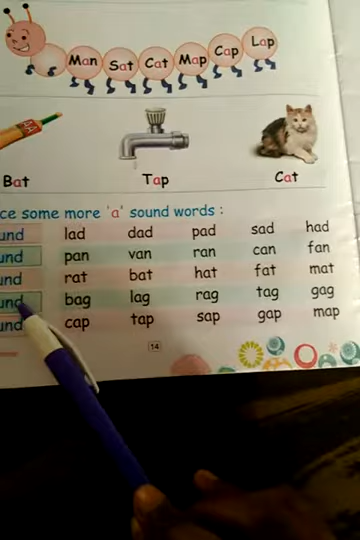 Man Sat Cat Map Cap Lap
Bat Tap Cat
ce some more 'a' sound words :
und lad dad pad sad had
und pan van ran can fan
und rat bat hat fat mat
und bag lag rag tag gag
und cap tap sap gap map
14